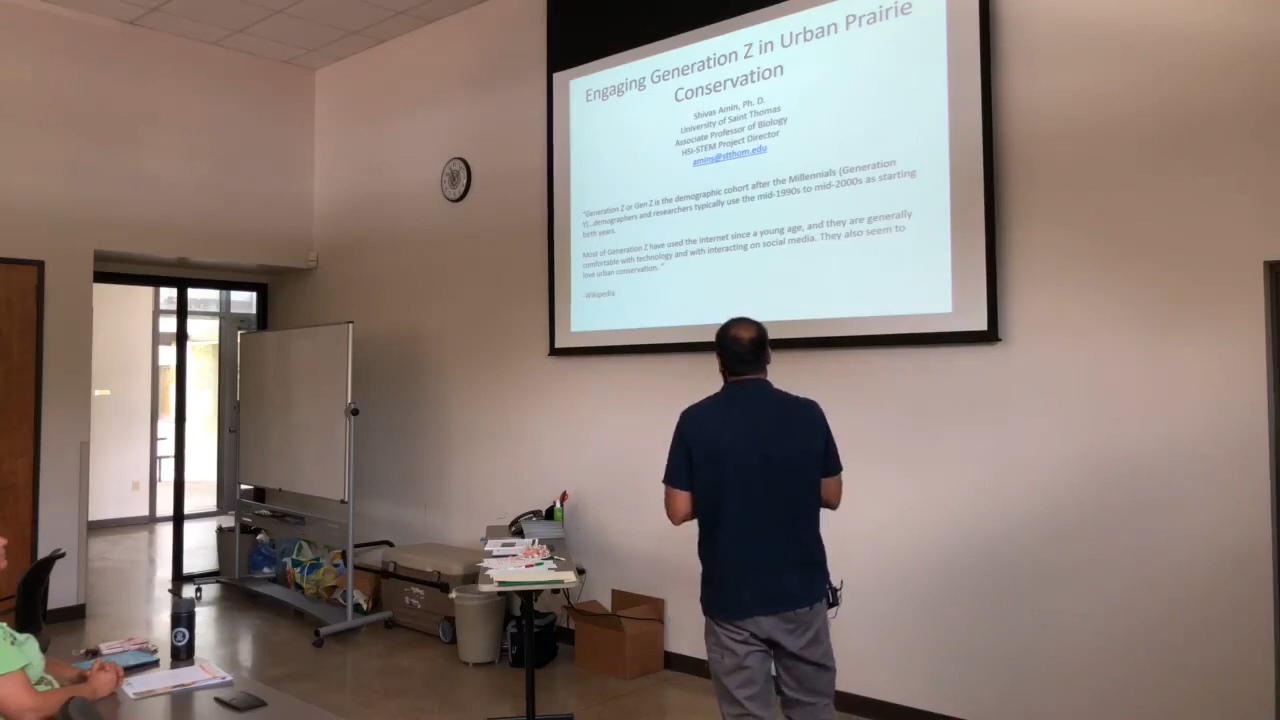 Engaging Generation Z in Urban Prairie
Conservation
Shivas Amin, Ph. D.
University of Saint Thomas
Associate Professor of Biology
HSI-STEM Project Director
amins@stthom.edu
"Generation Z or Gen Z is the demographic cohort after the Millennials (Generation
Y)...demographers and researchers typically use the mid-1990s to mid-2000s as starting
birth years.
Most of Generation Z have used the Internet since a young age, and they are generally
comfortable with technology and with interacting on social media. They also seem to
love urban conservation. "
-Wikipedia